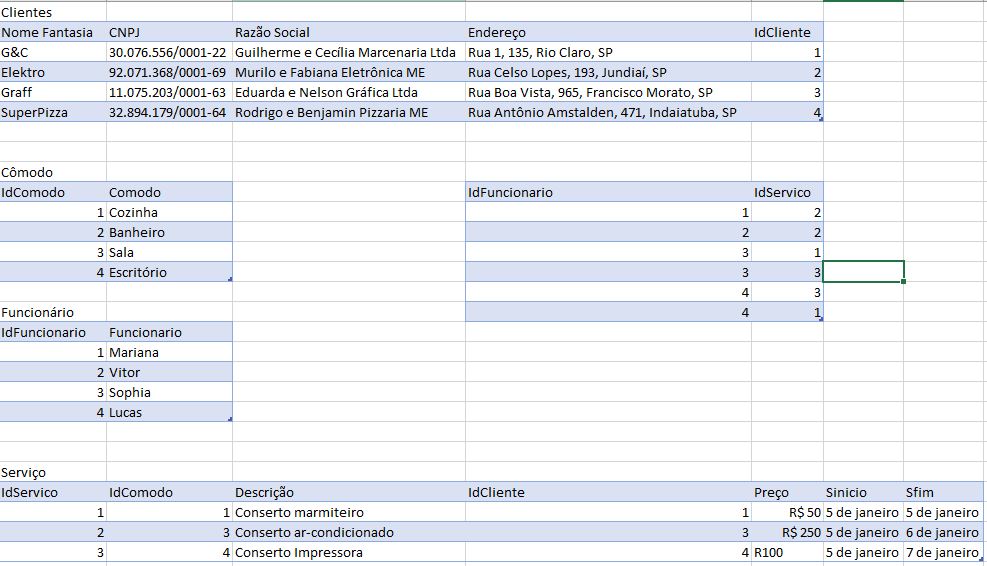 Clientes
Nome Fantasia CNPJ Razão Social Endereço IdCliente
G&C 30.076.556/0001-22 Guilherme e Cecília Marcenaria Ltda Rua 1, 135, Rio Claro, SP 1
Elektro 92.071.368/0001-69 Murilo e Fabiana Eletrônica ME Rua Celso Lopes, 193, Jundiaí, SP 2
Graff 11.075.203/0001-63 Eduarda e Nelson Gráfica Ltda Rua Boa Vista, 965, Francisco Morato, SP 3
SuperPizza 32.894.179/0001-64 Rodrigo e Benjamin Pizzaria ME Rua Antônio Amstalden, 471, Indaiatuba, SP 4
Cômodo
IdComodo Comodo IdFuncionario IdServico
1 Cozinha 1 2
2 Banheiro 2 2
3 Sala 3 1
4 Escritório 3 3
4 3
Funcionário 4 1
IdFuncionario Funcionario
1 Mariana
2 Vitor
3 Sophia
4 Lucas
Serviço
IdServico IdComodo Descrição IdCliente Preço Sinicio Sfim
1 1 Conserto marmiteiro 1 R$ 50 5 de janeiro 5 de janeiro
2 3 Conserto ar-condicionado 3 R$ 250 5 de janeiro 6 de janeiro
3 4 Conserto Impressora 4 R100 5 de janeiro 7 de janeiro